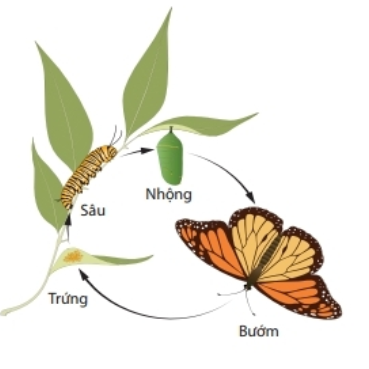 Nhộng
Sâu
Trứng
Bướm